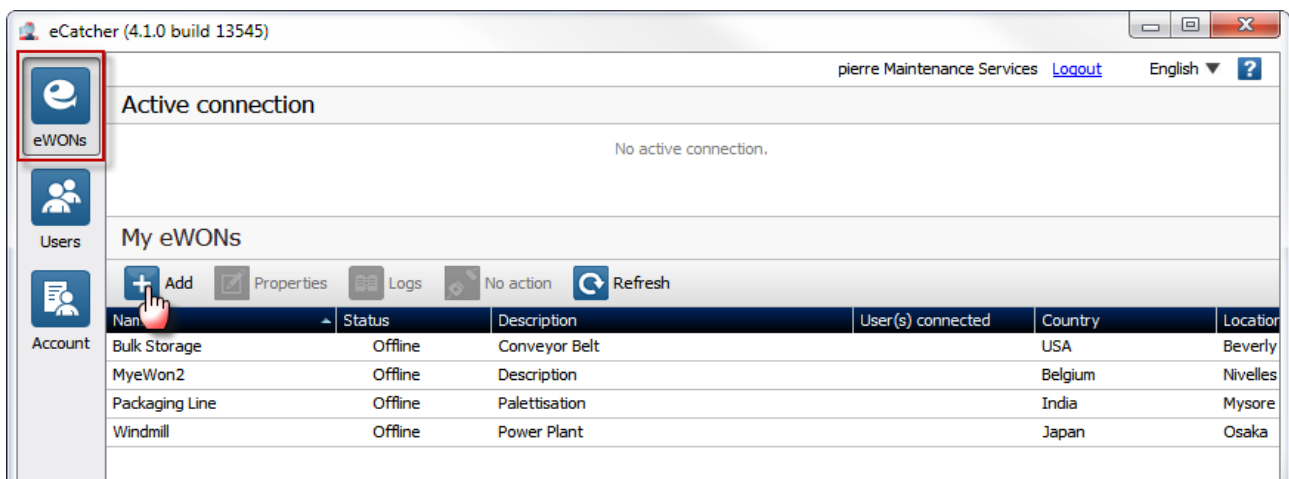 eCatcher (4.1.0 build 13545)
pierre Maintenance Services Logout English ?
eWONs
Active connection
No active connection.
Users
My eWONs
Add Properties Logs No action Refresh
Account
Nam Status Description User(s) connected Country Location
Bulk Storage Offline Conveyor Belt USA Beverly
MyeWon2 Offline Description Belgium Nivelles
Packaging Line Offline Palettisation India Mysore
Windmill Offline Power Plant Japan Osaka